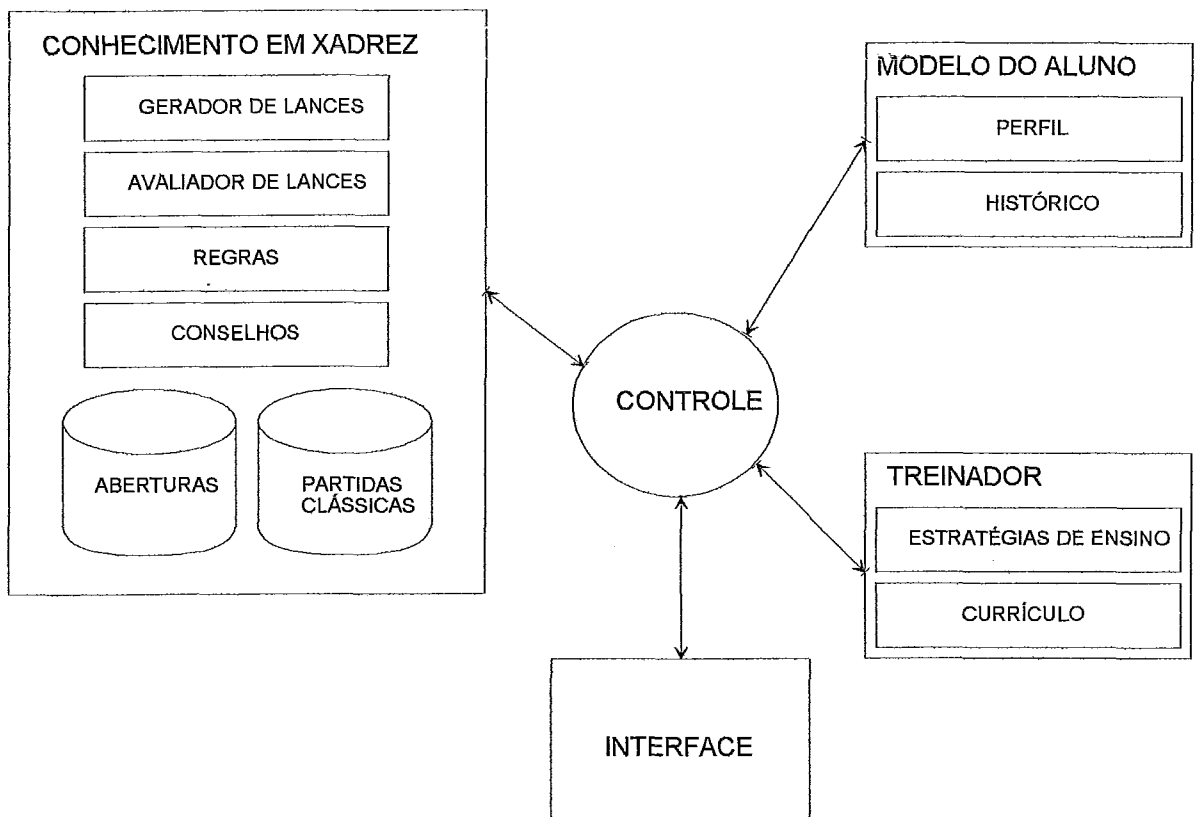 CONHECIMENTO EM XADREZ
GERADOR DE LANCES
AVALIADOR DE LANCES
REGRAS
CONSELHOS
ABERTURAS
PARTIDAS
CLÁSSICAS
CONTROLE
MODELO DO ALUNO
PERFIL
HISTÓRICO
TREINADOR
ESTRATÉGIAS DE ENSINO
CURRÍCULO
INTERFACE